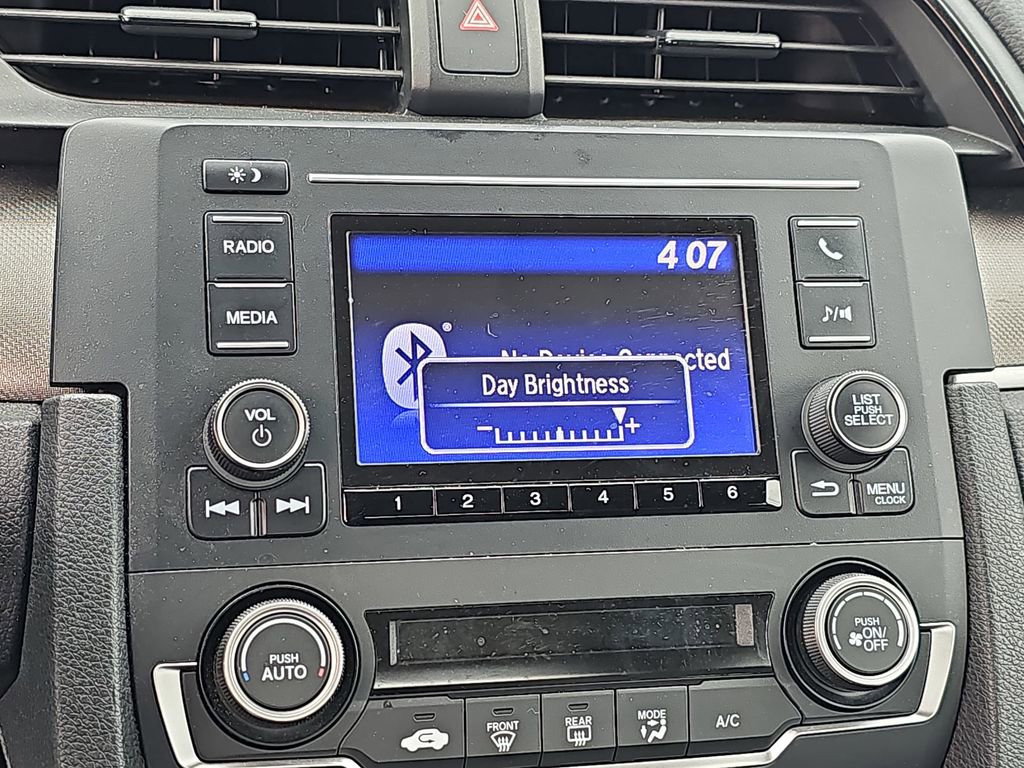 RADIO
MEDIA
4 07
®
No Device Connected
Day Brightness
- +
VOL
LIST
PUSH
SELECT
1 2 3 4 5 6
MENU
CLOCK
PUSH
AUTO
PUSH
ON/
OFF
FRONT
REAR
MODE
A/C